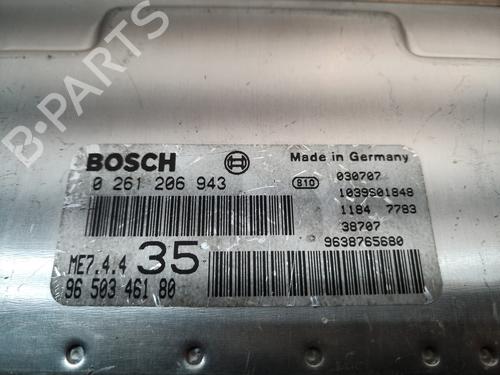 B-PARTS
BOSCH
Made in Germany
0 261 206 943
B10
030707
1039S01848
1184 7783
38707
9638765680
ME7.4.4 35
96 503 461 80